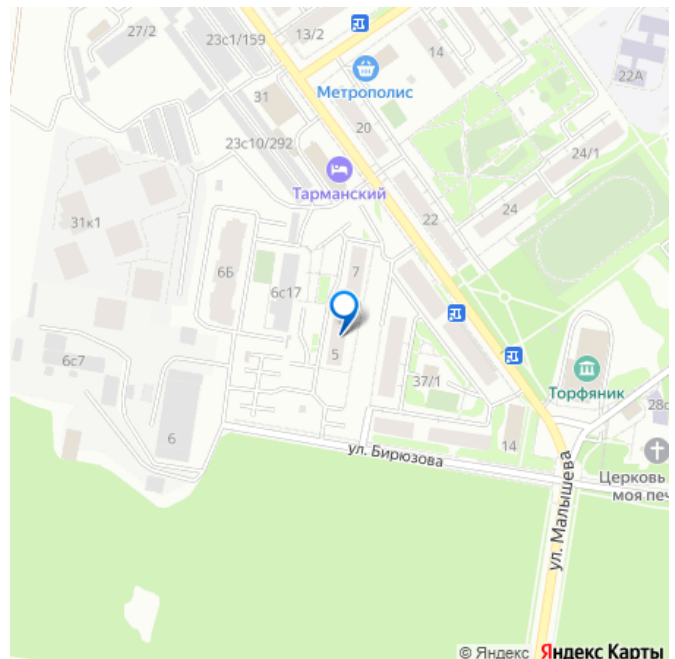 27/2
23с1/159
13/2
14
Метрополис
22А
31
20
23с10/292
24/1
Тарманский
31к1
22
24
6Б
7
6с17
5
6с7
37/1
Торфяник
28с
6
14
ул. Бирюзова
ул. Малышева
Церковь
моя печ
© Яндекс Яндекс Карты